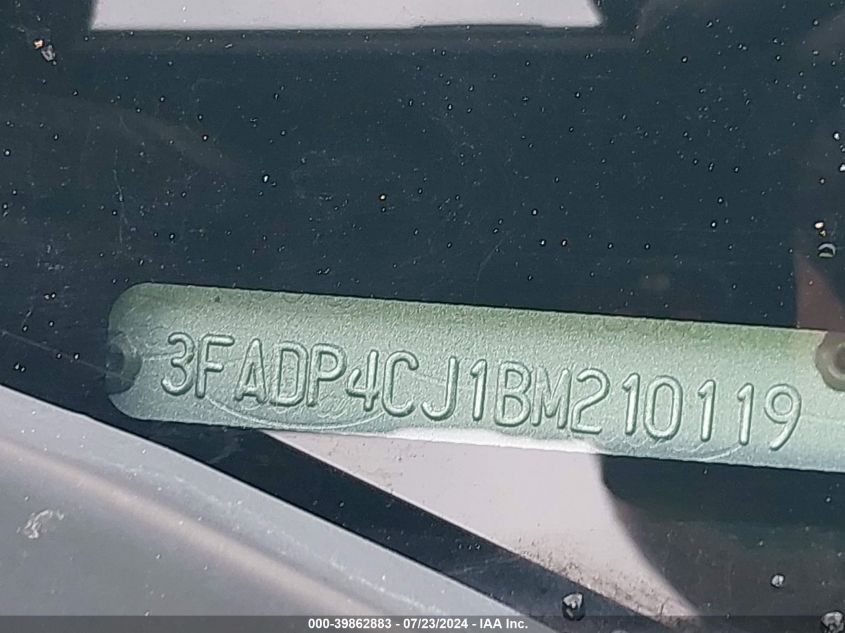 3FADP4CJ1BM210119
000-39862883 - 07/23/2024 - IAA Inc.